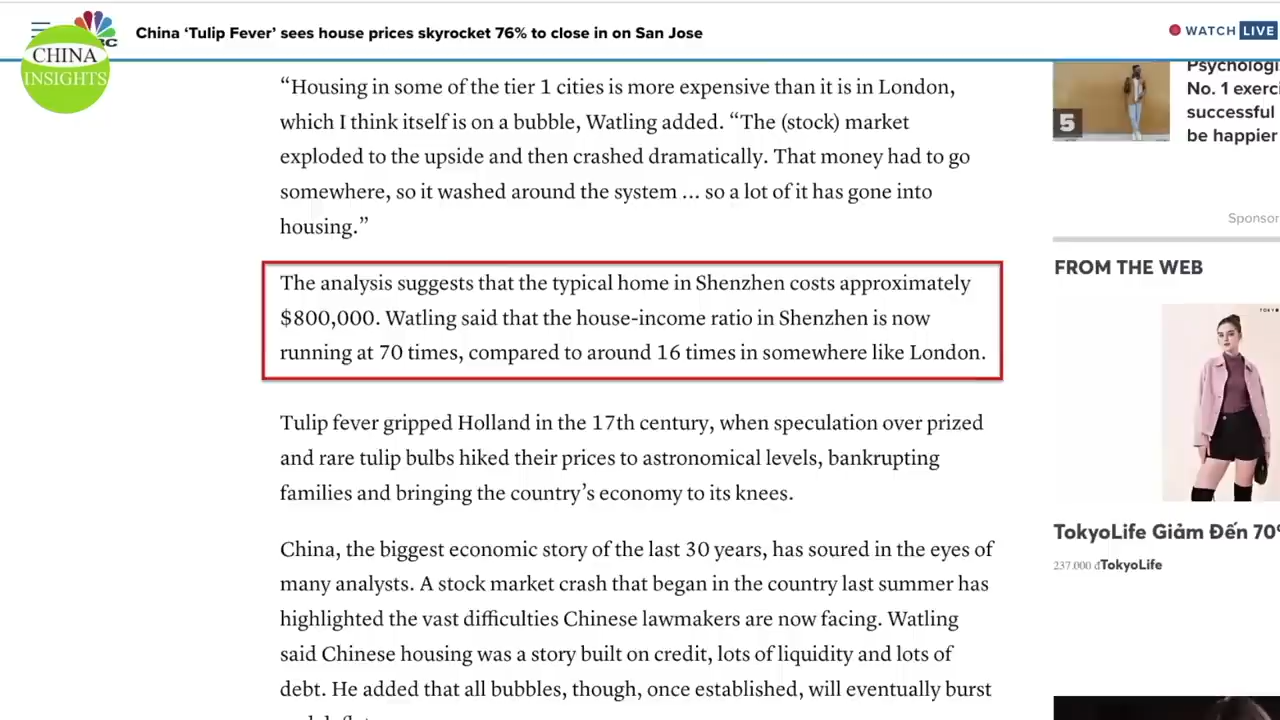 China ‘Tulip Fever’ sees house prices skyrocket 76% to close in on San Jose
WATCH LIVE
CHINA
INSIGHTS
“Housing in some of the tier 1 cities is more expensive than it is in London,
which I think itself is on a bubble, Watling added. “The (stock) market
exploded to the upside and then crashed dramatically. That money had to go
somewhere, so it washed around the system ... so a lot of it has gone into
housing.”
The analysis suggests that the typical home in Shenzhen costs approximately
$800,000. Watling said that the house-income ratio in Shenzhen is now
running at 70 times, compared to around 16 times in somewhere like London.
Tulip fever gripped Holland in the 17th century, when speculation over prized
and rare tulip bulbs hiked their prices to astronomical levels, bankrupting
families and bringing the country’s economy to its knees.
China, the biggest economic story of the last 30 years, has soured in the eyes of
many analysts. A stock market crash that began in the country last summer has
highlighted the vast difficulties Chinese lawmakers are now facing. Watling
said Chinese housing was a story built on credit, lots of liquidity and lots of
debt. He added that all bubbles, though, once established, will eventually burst
5
Psychologi
No. 1 exerci
successful
be happier
Sponsor
FROM THE WEB
TokyoLife Giảm Đến 70
237.000 đ TokyoLife